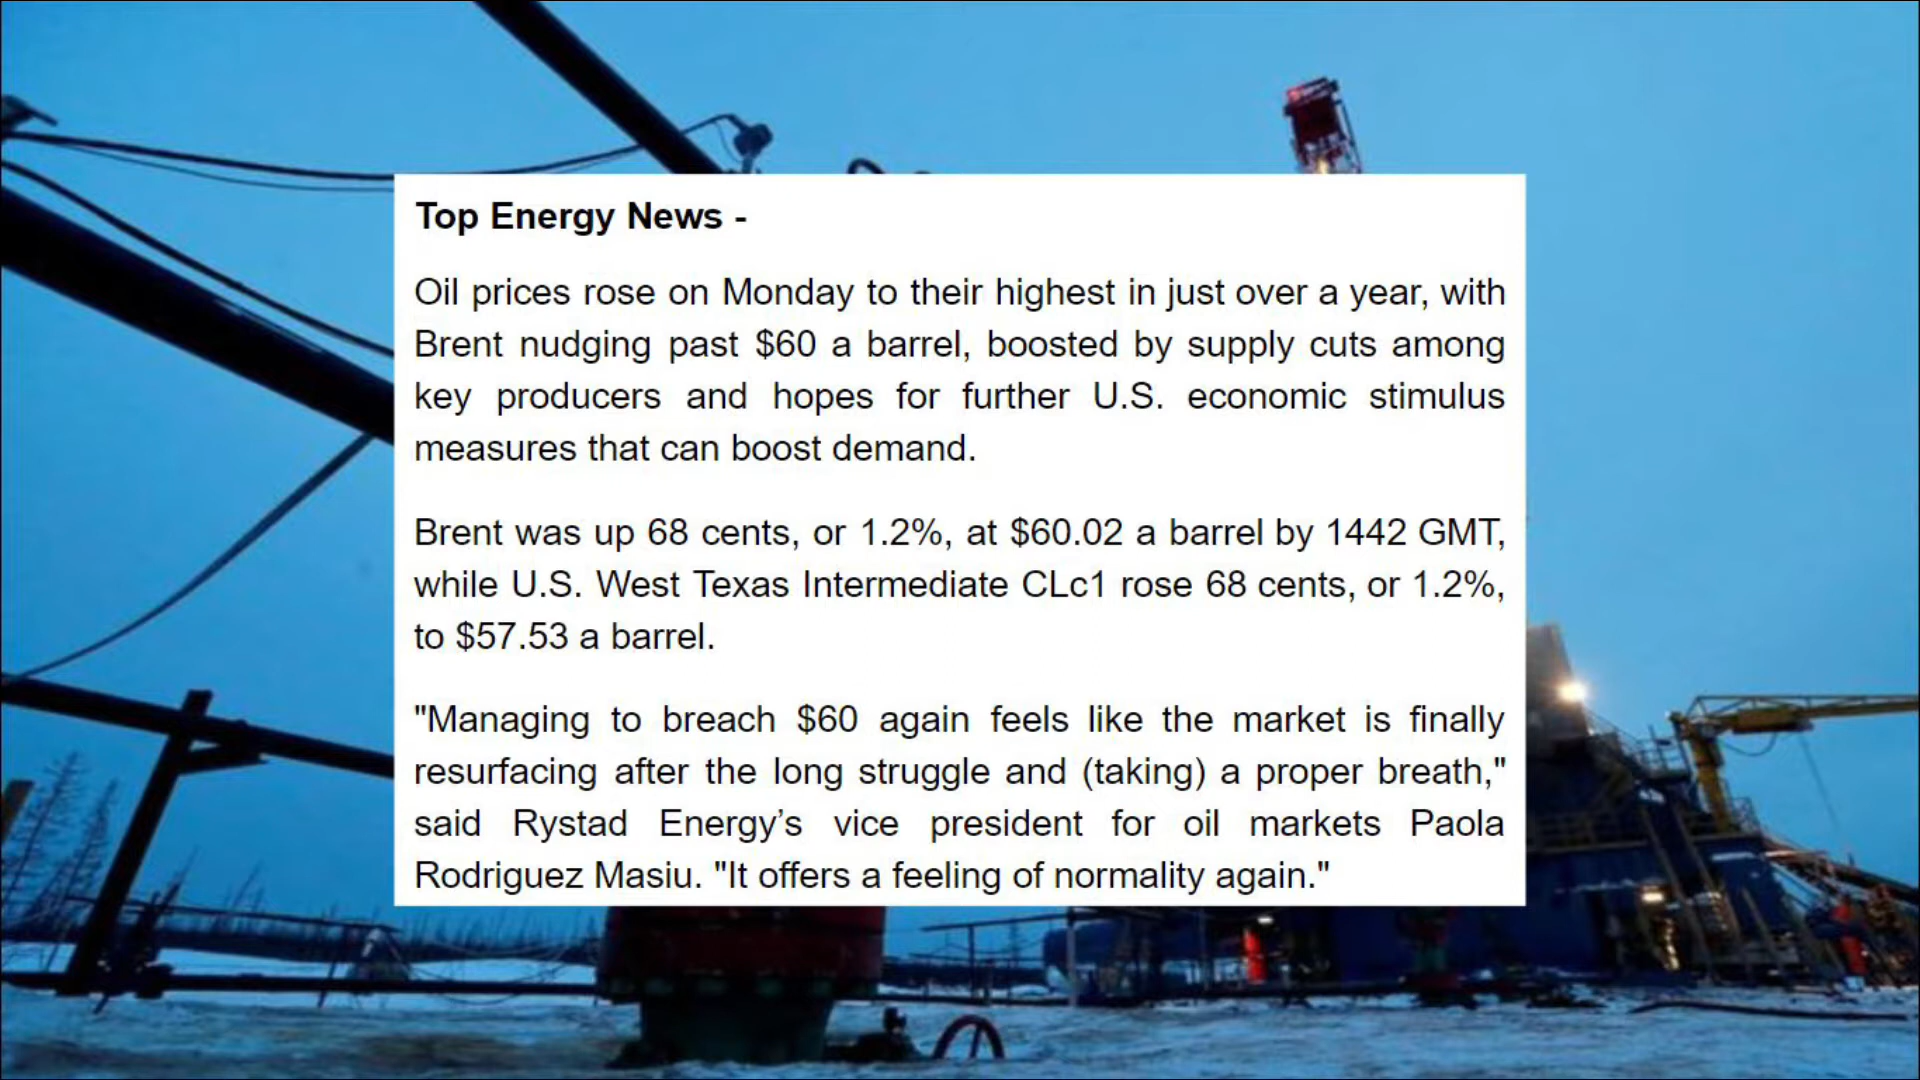 Top Energy News -
Oil prices rose on Monday to their highest in just over a year, with
Brent nudging past $60 a barrel, boosted by supply cuts among
key producers and hopes for further U.S. economic stimulus
measures that can boost demand.
Brent was up 68 cents, or 1.2%, at $60.02 a barrel by 1442 GMT,
while U.S. West Texas Intermediate CLc1 rose 68 cents, or 1.2%,
to $57.53 a barrel.
"Managing to breach $60 again feels like the market is finally
resurfacing after the long struggle and (taking) a proper breath,"
said Rystad Energy’s vice president for oil markets Paola
Rodriguez Masiu. "It offers a feeling of normality again."